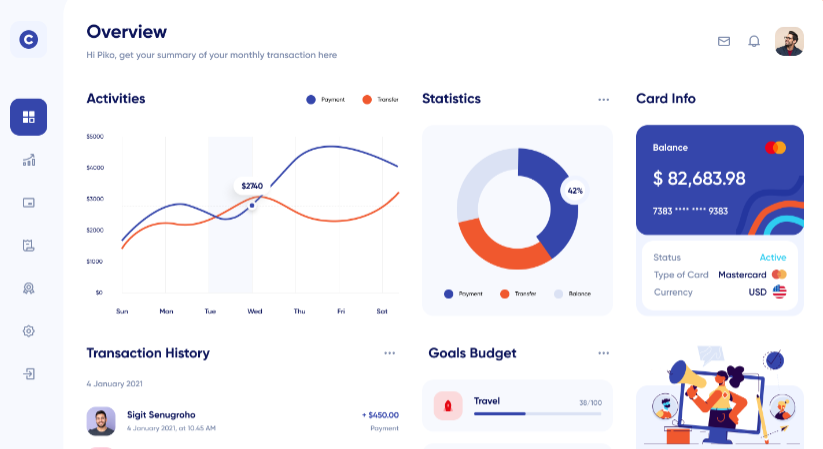 C
Overview
Hi Piko, get your summary of your monthly transaction here
Activities
Payment
Transfer
$5000
$4000
$3000
$2000
$1000
$0
$2740
Sun
Mon
Tue
Wed
Thu
Fri
Sat
Statistics
42%
Payment
Transfer
Balance
Card Info
Balance
$ 82,683.98
7383 **** **** 9383
Status Active
Type of Card Mastercard
Currency USD
Transaction History
4 January 2021
Sigit Senugroho
+ $450.00
4 January 2021, at 10.45 AM
Payment
Goals Budget
Travel
38/100